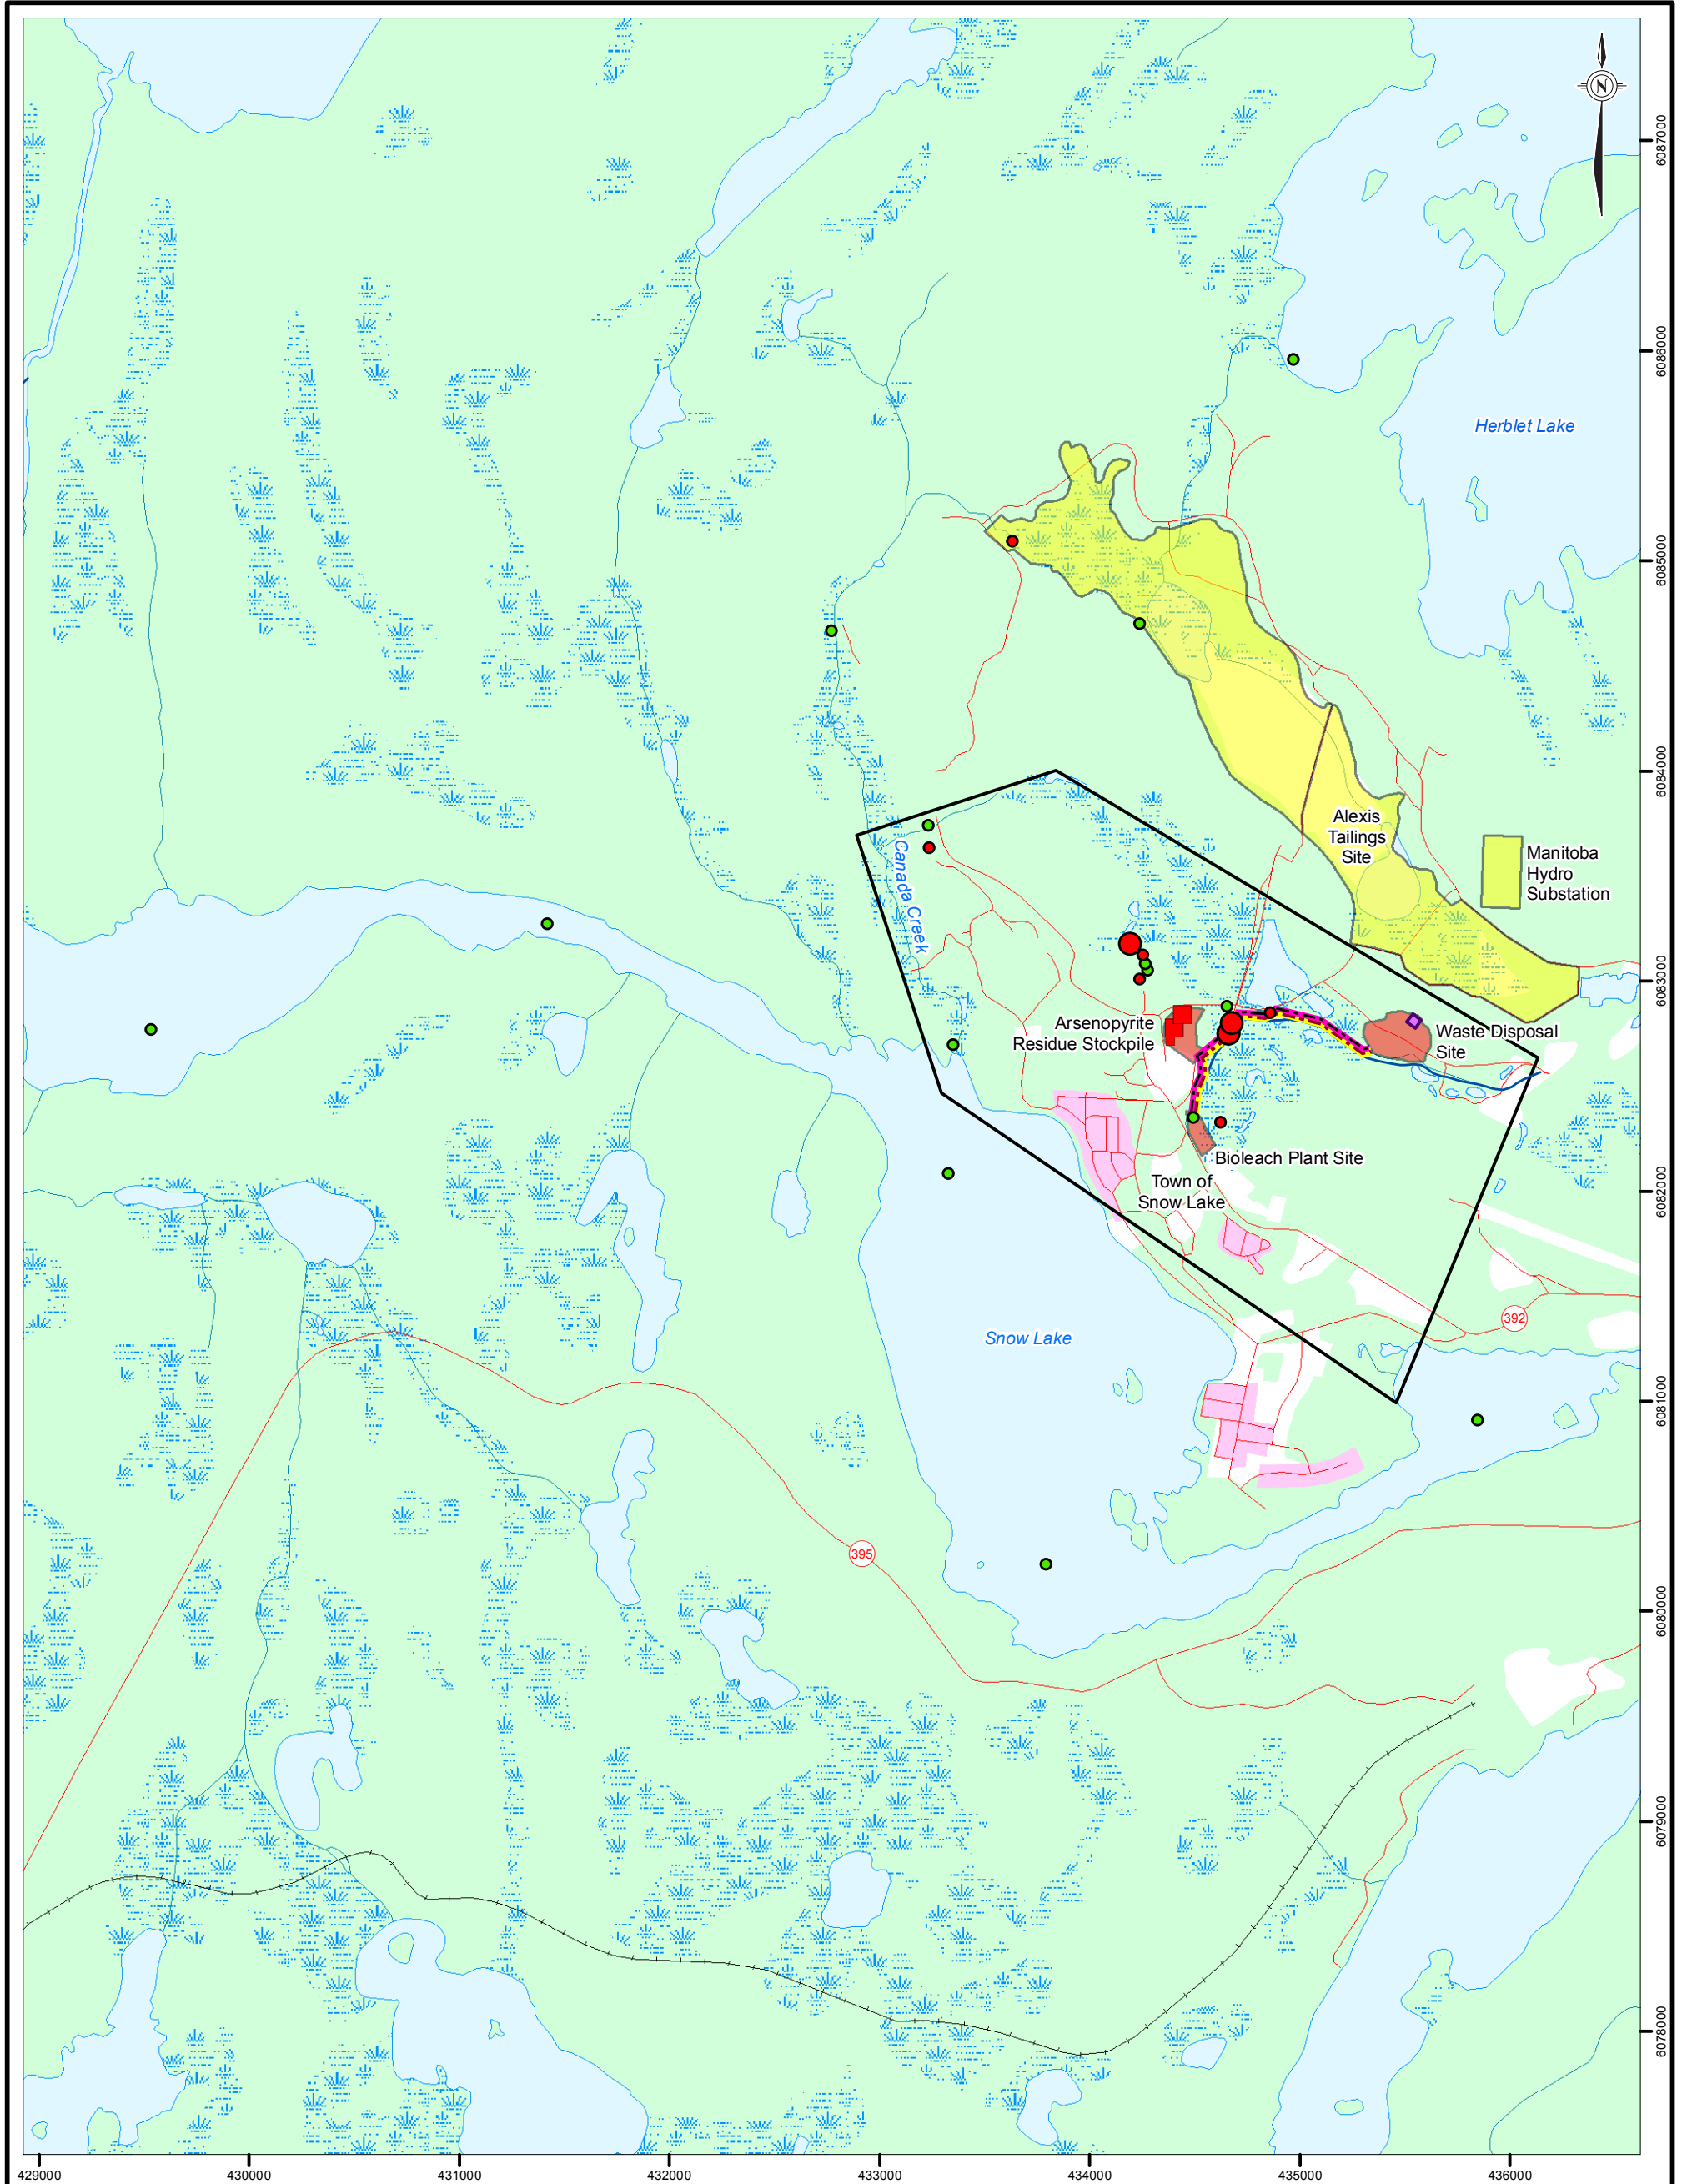 N
6087000
6086000
Herblet Lake
6085000
6084000
Alexis
Tailings
Site
Manitoba
Hydro
Substation
Canada Creek
6083000
Arsenopyrite
Residue Stockpile
Waste Disposal
Site
Bioleach Plant Site
Town of
Snow Lake
6082000
392
Snow Lake
6081000
395
6080000
6079000
6078000
429000
430000
431000
432000
433000
434000
435000
436000